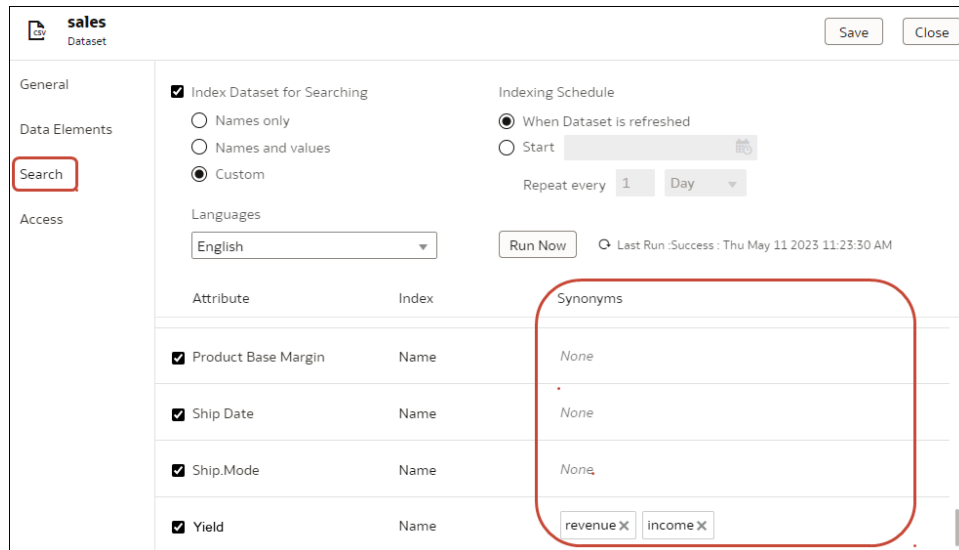 CSV
sales
Dataset
Save
Close
General
Data Elements
Search
Access
Index Dataset for Searching
Names only
Names and values
Custom
Languages
English
Indexing Schedule
When Dataset is refreshed
Start
Repeat every 1 Day
Run Now
Last Run :Success : Thu May 11 2023 11:23:30 AM
Attribute Index Synonyms
Product Base Margin Name None
Ship Date Name None
Ship.Mode Name None
Yield Name revenue income